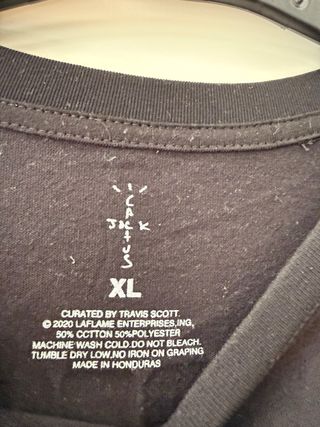 CACTUS
JACK
XL
CURATED BY TRAVIS SCOTT.
© 2020 LAFLAME ENTERPRISES,ING,
50% CCTTON 50%POLYESTER
MACHINE WASH COLD.DO NOT BLEACH.
TUMBLE DRY LOW.NO IRON ON GRAPING
MADE IN HONDURAS